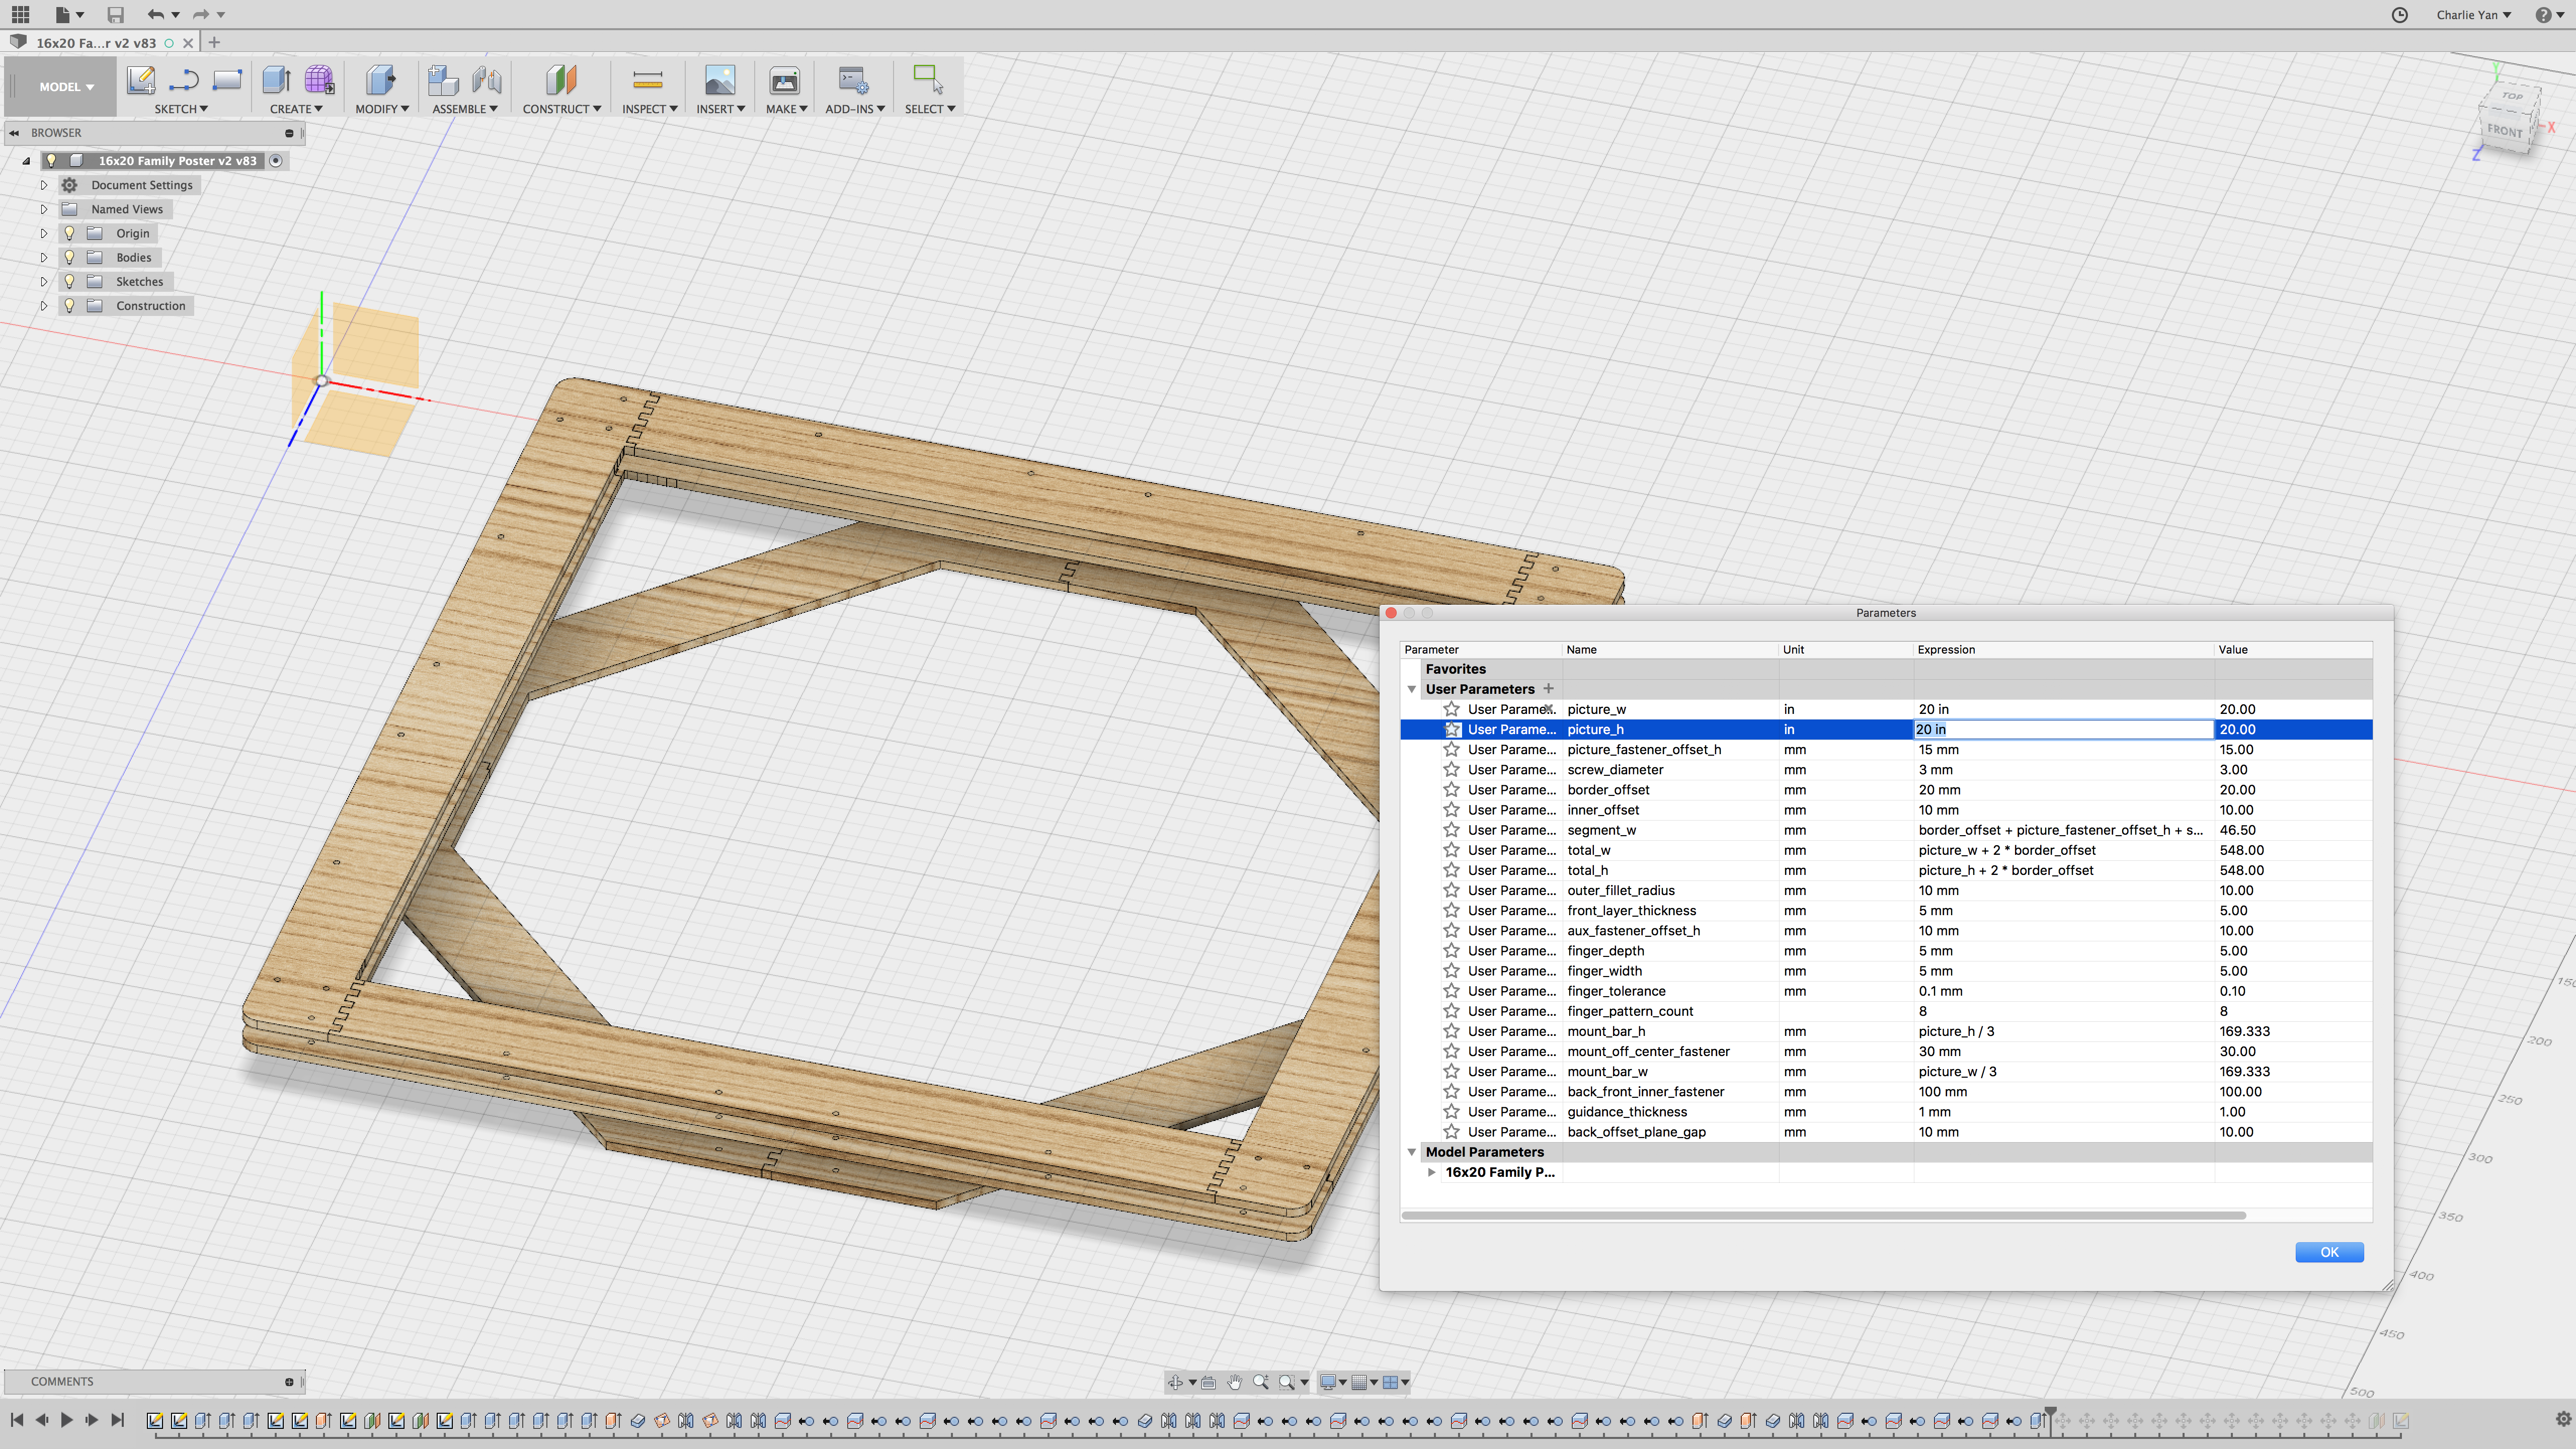 Charlie Yan
16x20 Fa...r v2 v83
MODEL
SKETCH
CREATE
MODIFY
ASSEMBLE
CONSTRUCT
INSPECT
INSERT
MAKE
ADD-INS
SELECT
TOP
FRONT
Y
X
Z
BROWSER
16x20 Family Poster v2 v83
Document Settings
Named Views
Origin
Bodies
Sketches
Construction
Parameters
Parameter Name Unit Expression Value
Favorites
User Parameters
User Parame... picture_w in 20 in 20.00
User Parame... picture_h in 20 in 20.00
User Parame... picture_fastener_offset_h mm 15 mm 15.00
User Parame... screw_diameter mm 3 mm 3.00
User Parame... border_offset mm 20 mm 20.00
User Parame... inner_offset mm 10 mm 10.00
User Parame... segment_w mm border_offset + picture_fastener_offset_h + s... 46.50
User Parame... total_w mm picture_w + 2 * border_offset 548.00
User Parame... total_h mm picture_h + 2 * border_offset 548.00
User Parame... outer_fillet_radius mm 10 mm 10.00
User Parame... front_layer_thickness mm 5 mm 5.00
User Parame... aux_fastener_offset_h mm 10 mm 10.00
User Parame... finger_depth mm 5 mm 5.00
User Parame... finger_width mm 5 mm 5.00
User Parame... finger_tolerance mm 0.1 mm 0.10
User Parame... finger_pattern_count 8 8
User Parame... mount_bar_h mm picture_h / 3 169.333
User Parame... mount_off_center_fastener mm 30 mm 30.00
User Parame... mount_bar_w mm picture_w / 3 169.333
User Parame... back_front_inner_fastener mm 100 mm 100.00
User Parame... guidance_thickness mm 1 mm 1.00
User Parame... back_offset_plane_gap mm 10 mm 10.00
Model Parameters
16x20 Family P...
OK
200
250
300
350
400
450
500
COMMENTS